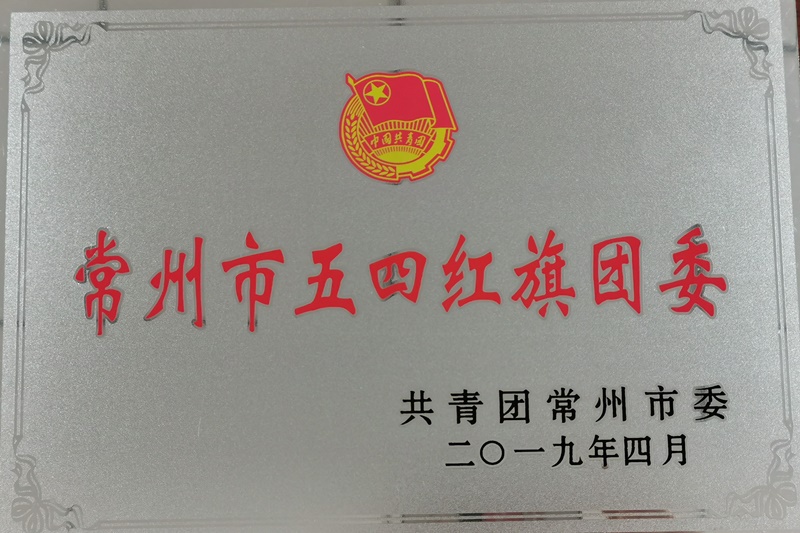 中国共青团
常州市五四红旗团委
共青团常州市委
二〇一九年四月